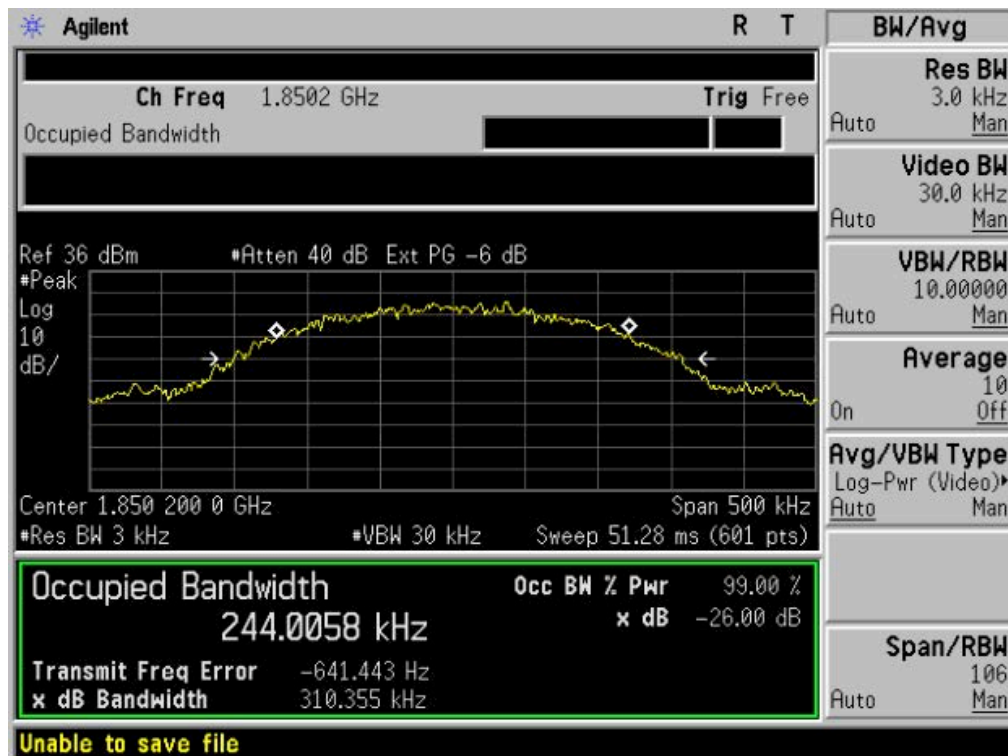 Agilent R T BW/Avg
Ch Freq 1.8502 GHz Trig Free
Occupied Bandwidth
Ref 36 dBm #Atten 40 dB Ext PG -6 dB
#Peak
Log
10
dB/
Center 1.850 200 0 GHz Span 500 kHz
#Res BW 3 kHz #VBW 30 kHz Sweep 51.28 ms (601 pts)
Occupied Bandwidth Occ BW % Pwr 99.00 %
244.0058 kHz x dB -26.00 dB
Transmit Freq Error -641.443 Hz
x dB Bandwidth 310.355 kHz
Unable to save file
Res BW
3.0 kHz
Auto Man
Video BW
30.0 kHz
Auto Man
VBW/RBW
10.00000
Auto Man
Average
10
On Off
Avg/VBW Type
Log-Pwr (Video)
Auto Man
Span/RBW
106
Auto Man